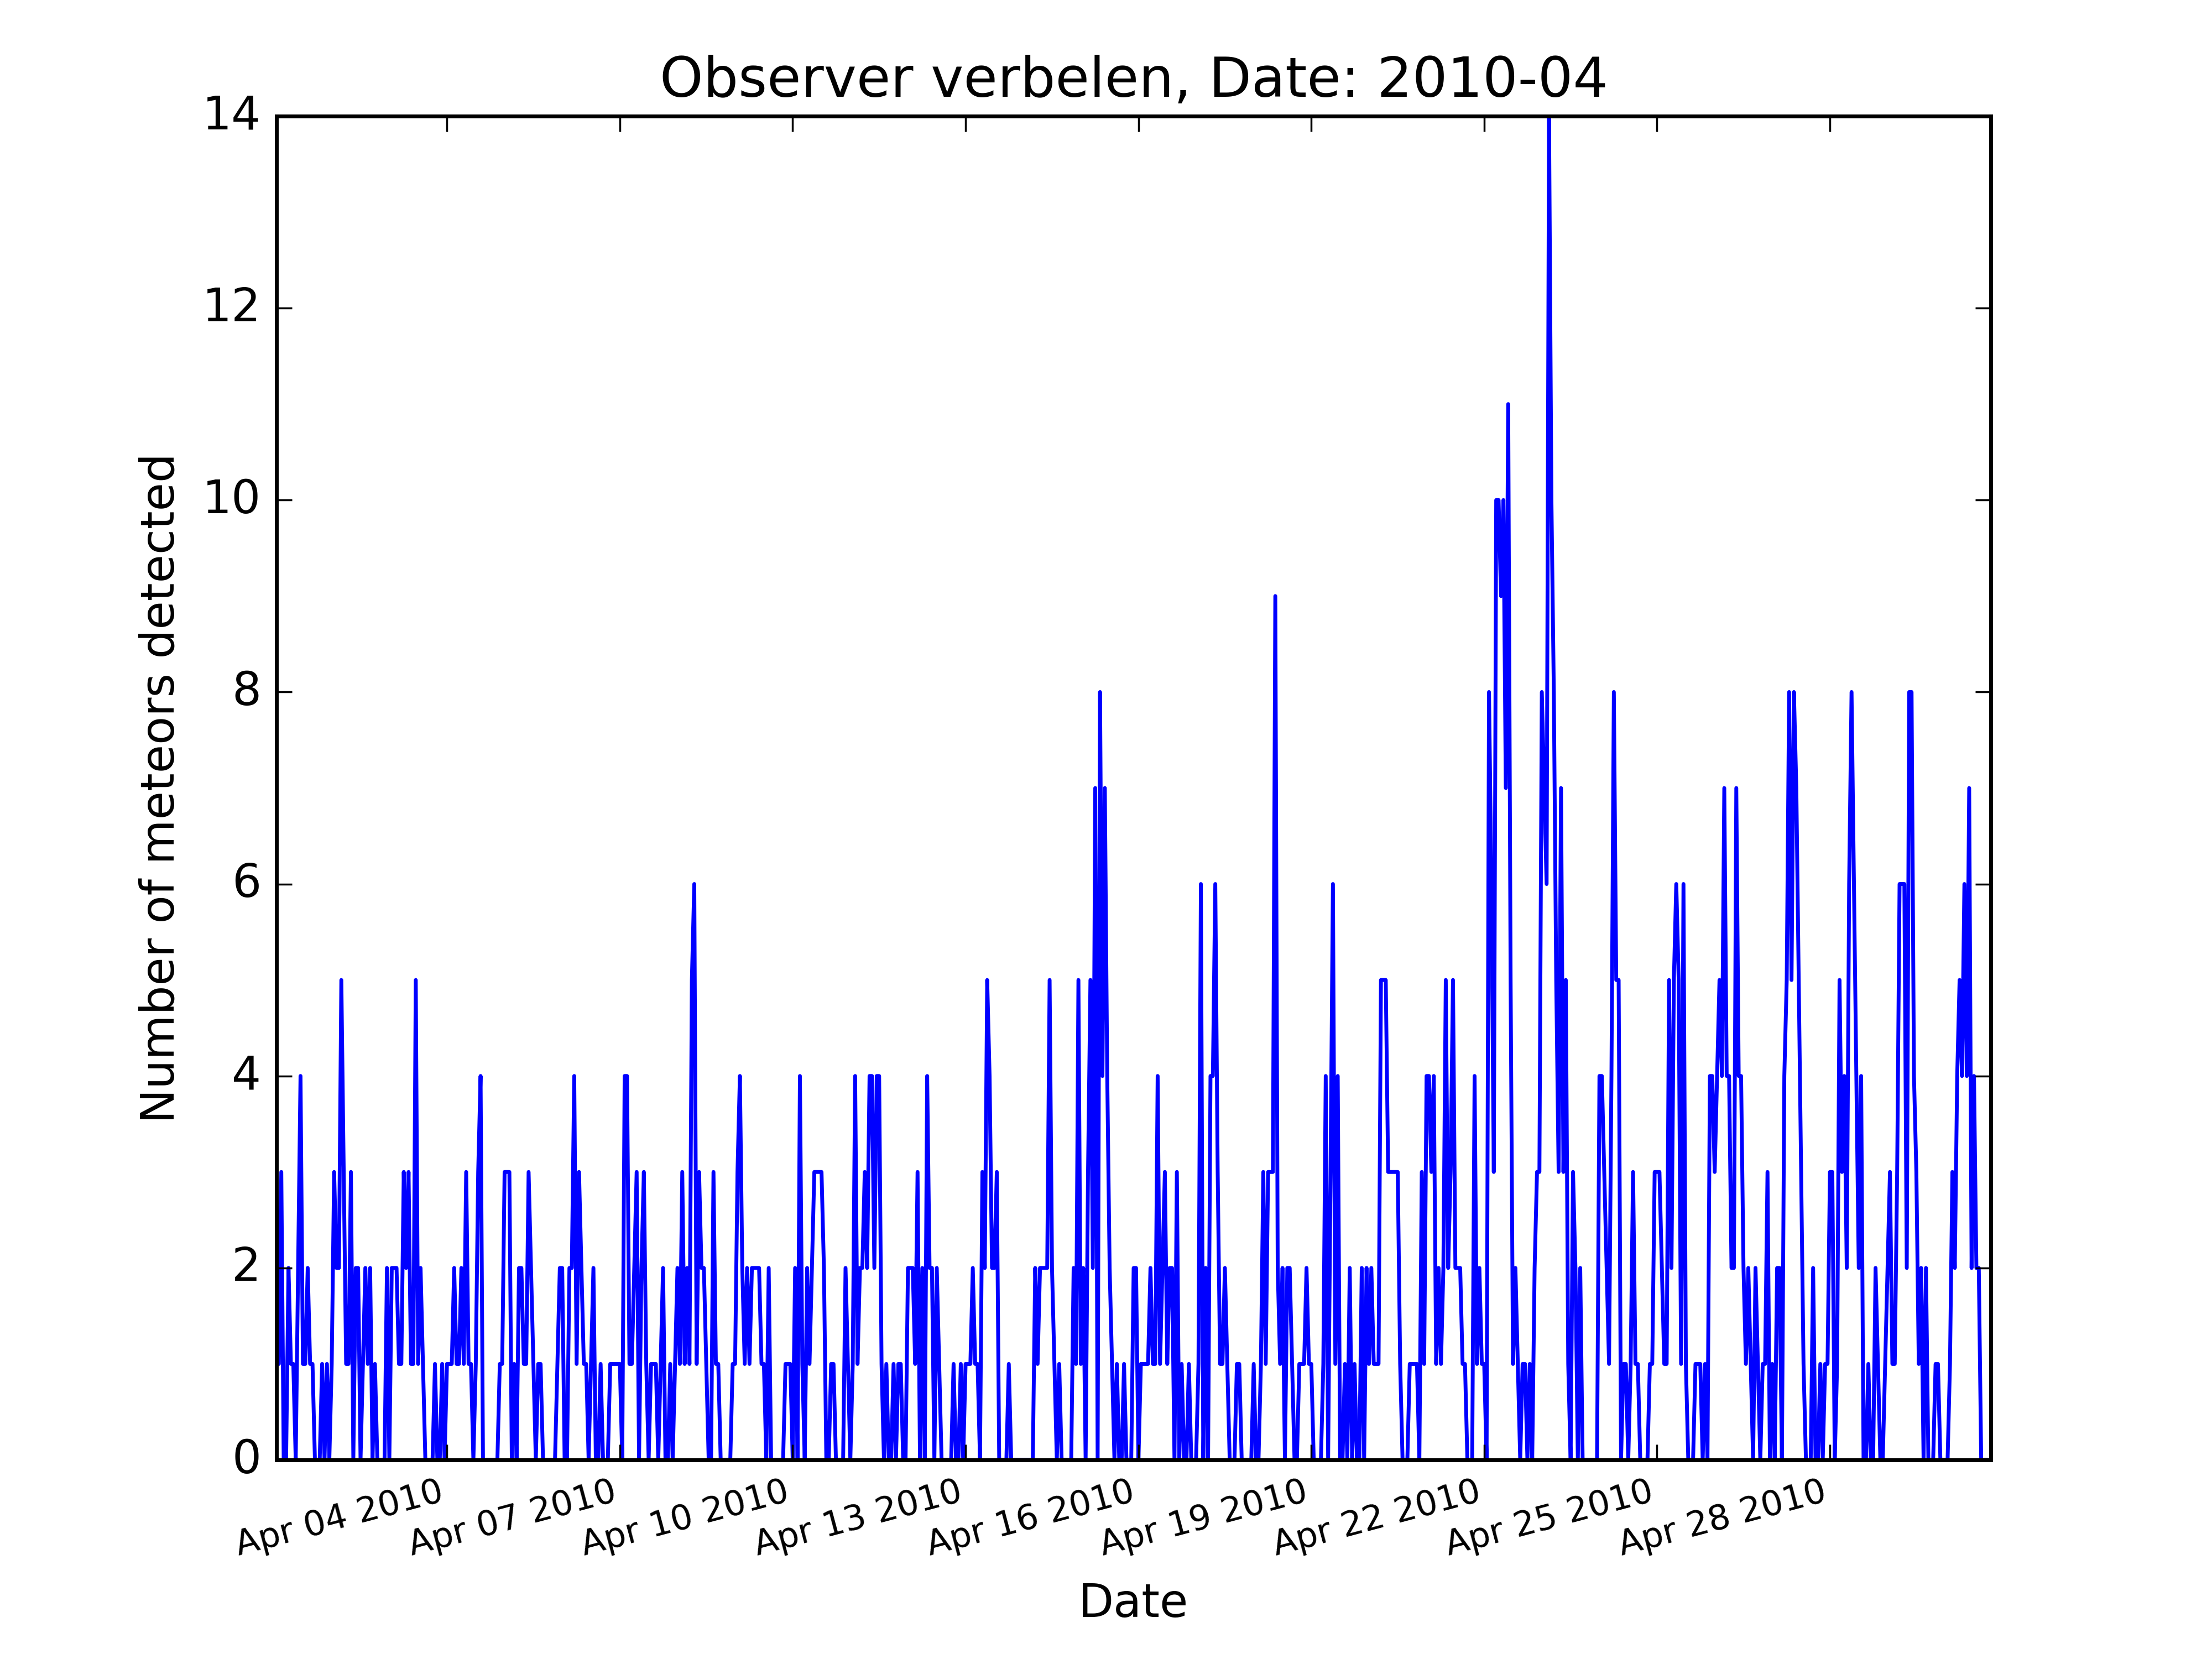 Observer verbelen, Date: 2010-04
Number of meteors detected
14
12
10
8
6
4
2
0
Apr 04 2010
Apr 07 2010
Apr 10 2010
Apr 13 2010
Apr 16 2010
Apr 19 2010
Apr 22 2010
Apr 25 2010
Apr 28 2010
Date